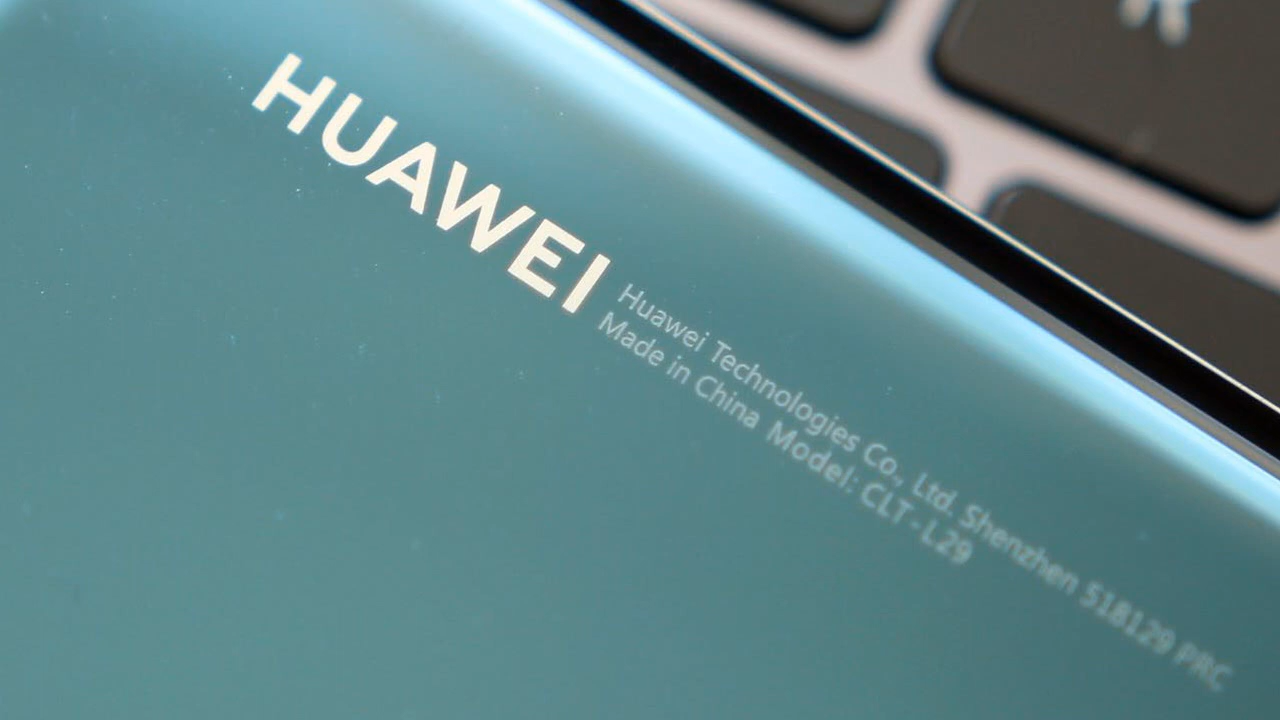 HUAWEI
Huawei Technologies Co., Ltd. Shenzhen 518129 PRC
Made in China Model: CLT-L29